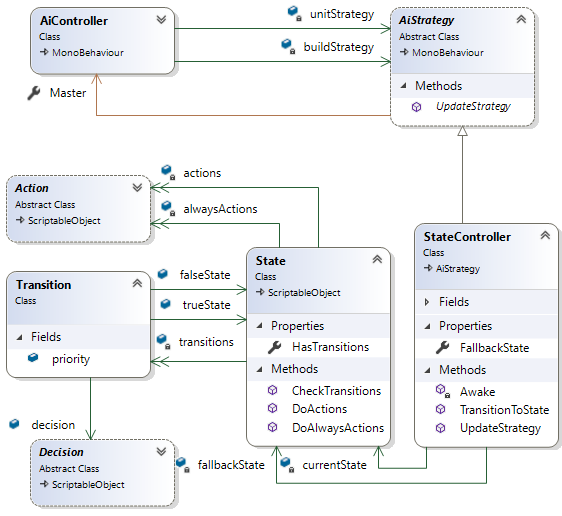 AiController
Class
MonoBehaviour
unitStrategy
buildStrategy
Master
AiStrategy
Abstract Class
MonoBehaviour
Methods
UpdateStrategy
Action
Abstract Class
ScriptableObject
actions
alwaysActions
Transition
Class
Fields
priority
falseState
trueState
transitions
State
Class
ScriptableObject
Properties
HasTransitions
Methods
CheckTransitions
DoActions
DoAlwaysActions
StateController
Class
AiStrategy
Fields
Properties
FallbackState
Methods
Awake
TransitionToState
UpdateStrategy
decision
Decision
Abstract Class
ScriptableObject
fallbackState
currentState